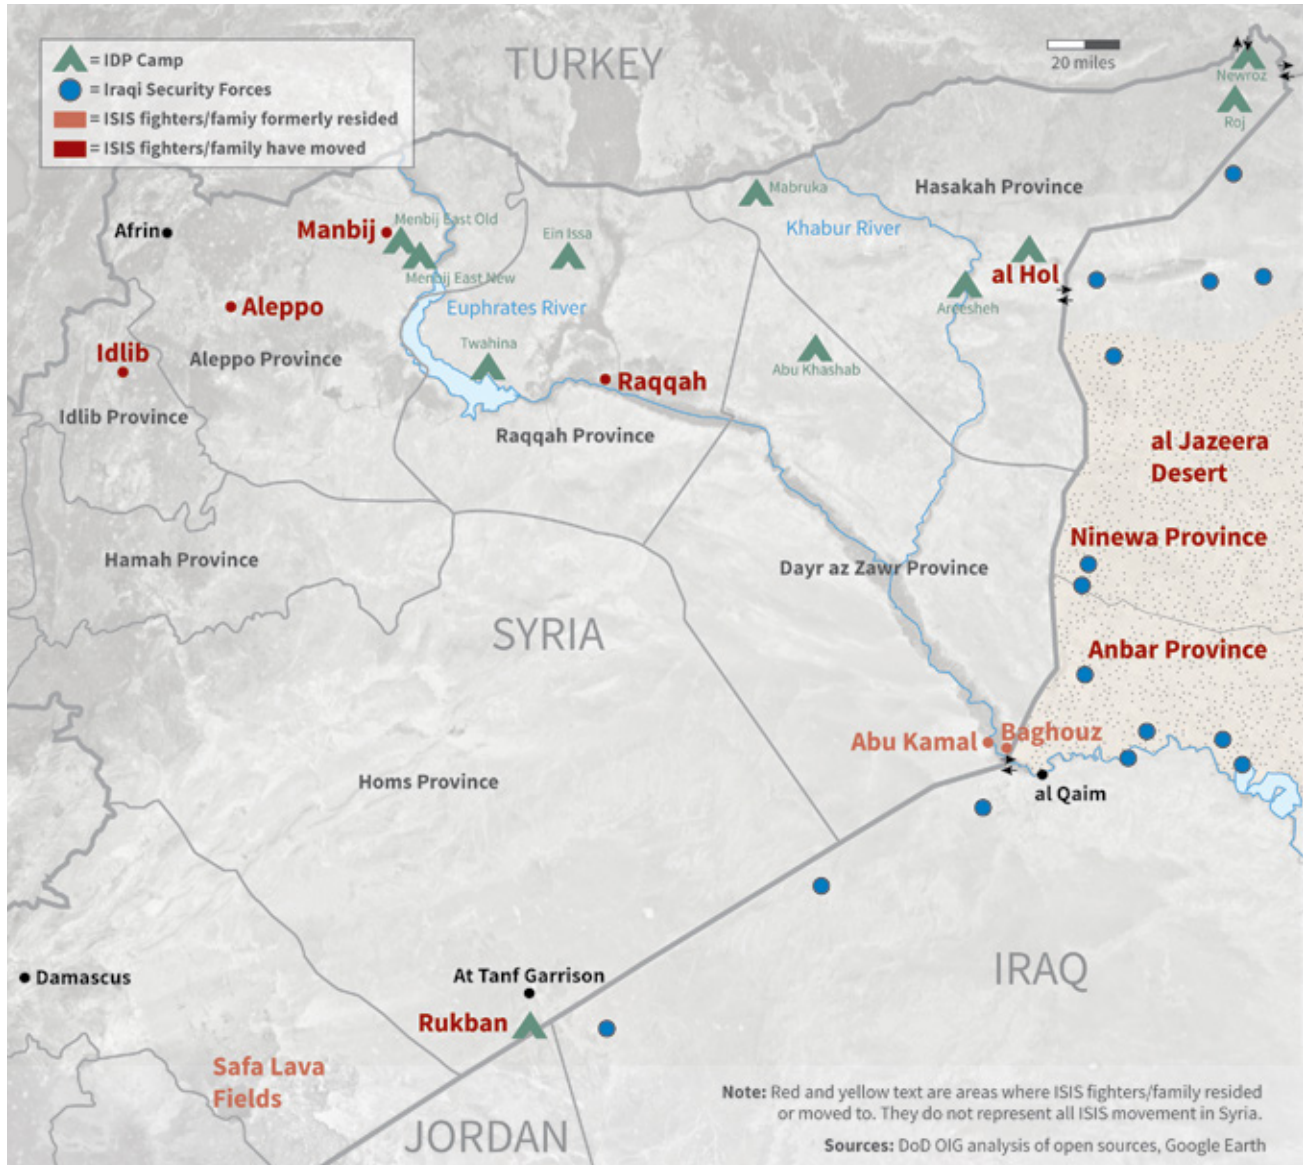 TURKEY
= IDP Camp
= Iraqi Security Forces
= ISIS fighters/famiy formerly resided
= ISIS fighters/family have moved
20 miles
Newroz
Roj
Mabruka
Hasakah Province
Khabur River
Afrin
Manbij
Menbij East Old
Ein Issa
Menbij East New
al Hol
Areesheh
Aleppo
Euphrates River
Twahina
Idlib
Aleppo Province
Abu Khashab
Raqqah
Idlib Province
Raqqah Province
al Jazeera
Desert
Ninewa Province
Hamah Province
Dayr az Zawr Province
SYRIA
Anbar Province
Abu Kamal
Baghouz
Homs Province
al Qaim
Damascus
At Tanf Garrison
IRAQ
Rukban
Safa Lava
Fields
JORDAN
Note: Red and yellow text are areas where ISIS fighters/family resided
or moved to. They do not represent all ISIS movement in Syria.
Sources: DoD OIG analysis of open sources, Google Earth